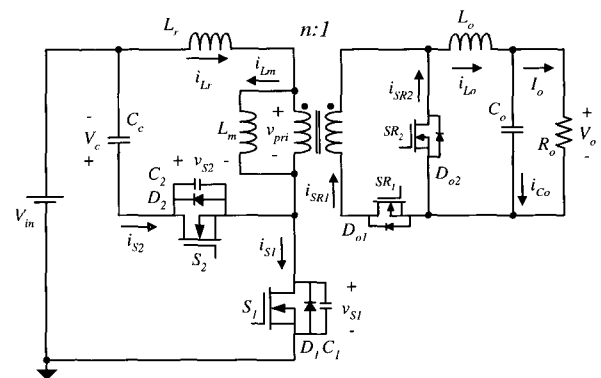 L_r
n:1
L_o
i_Lr
i_Lm
i_SR2
i_Lo
I_o
-
V_c
+
C_c
L_m
+
v_pri
-
SR_2
C_o
R_o
+
V_o
-
C_2
D_2
+ v_S2 -
i_SR1
SR_1
D_o2
D_o1
i_Co
V_in
i_S2
S_2
i_S1
S_1
+
v_S1
-
D_1 C_1